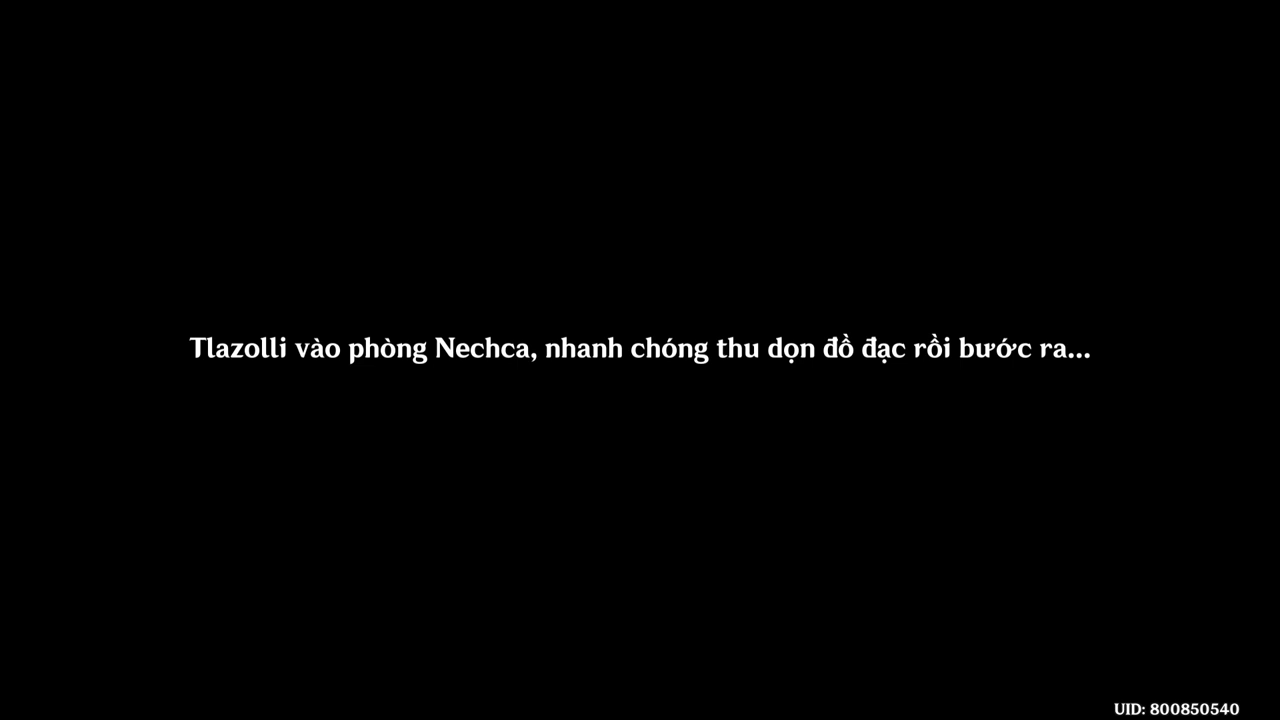 Tlazolli vào phòng Nechca, nhanh chóng thu dọn đồ đạc rồi bước ra...
UID: 800850540